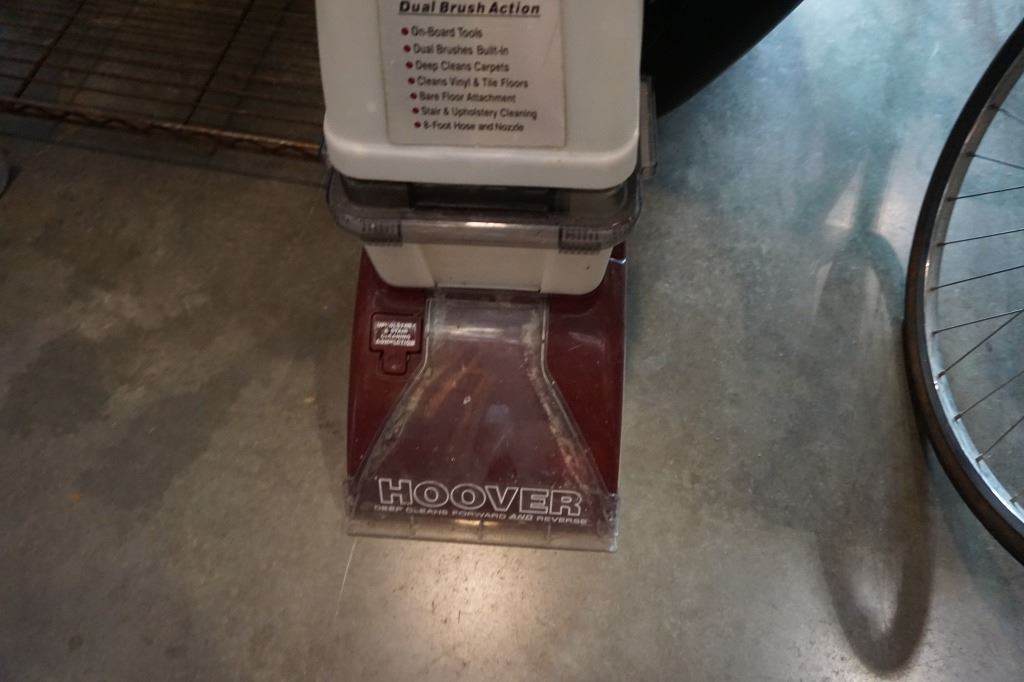 Dual Brush Action
On-Board Tools
Dual Brushes Built-In
Deep Cleans Carpets
Cleans Vinyl & Tile Floors
Bare Floor Attachment
Stair & Upholstery Cleaning
8-Foot Hose and Nozzle
UPHOLSTERY
& STAIR
CLEANING
CONNECTION
HOOVER
DEEP CLEANS FORWARD AND REVERSE